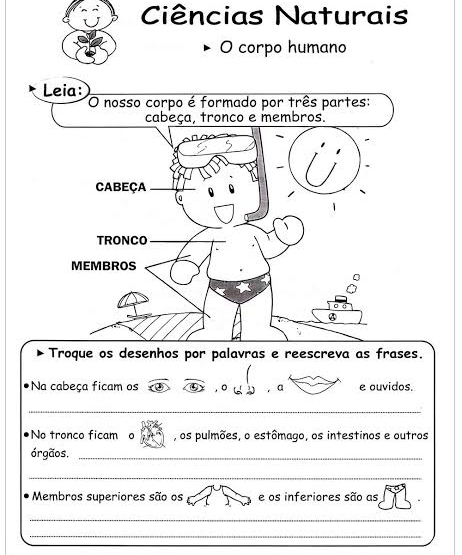 Ciências Naturais
▸ O corpo humano
▸ Leia:
O nosso corpo é formado por três partes:
cabeça, tronco e membros.
CABEÇA
TRONCO
MEMBROS
▸ Troque os desenhos por palavras e reescreva as frases.
• Na cabeça ficam os , o , a e ouvidos.
• No tronco ficam o , os pulmões, o estômago, os intestinos e outros
órgãos.
• Membros superiores são os e os inferiores são as .